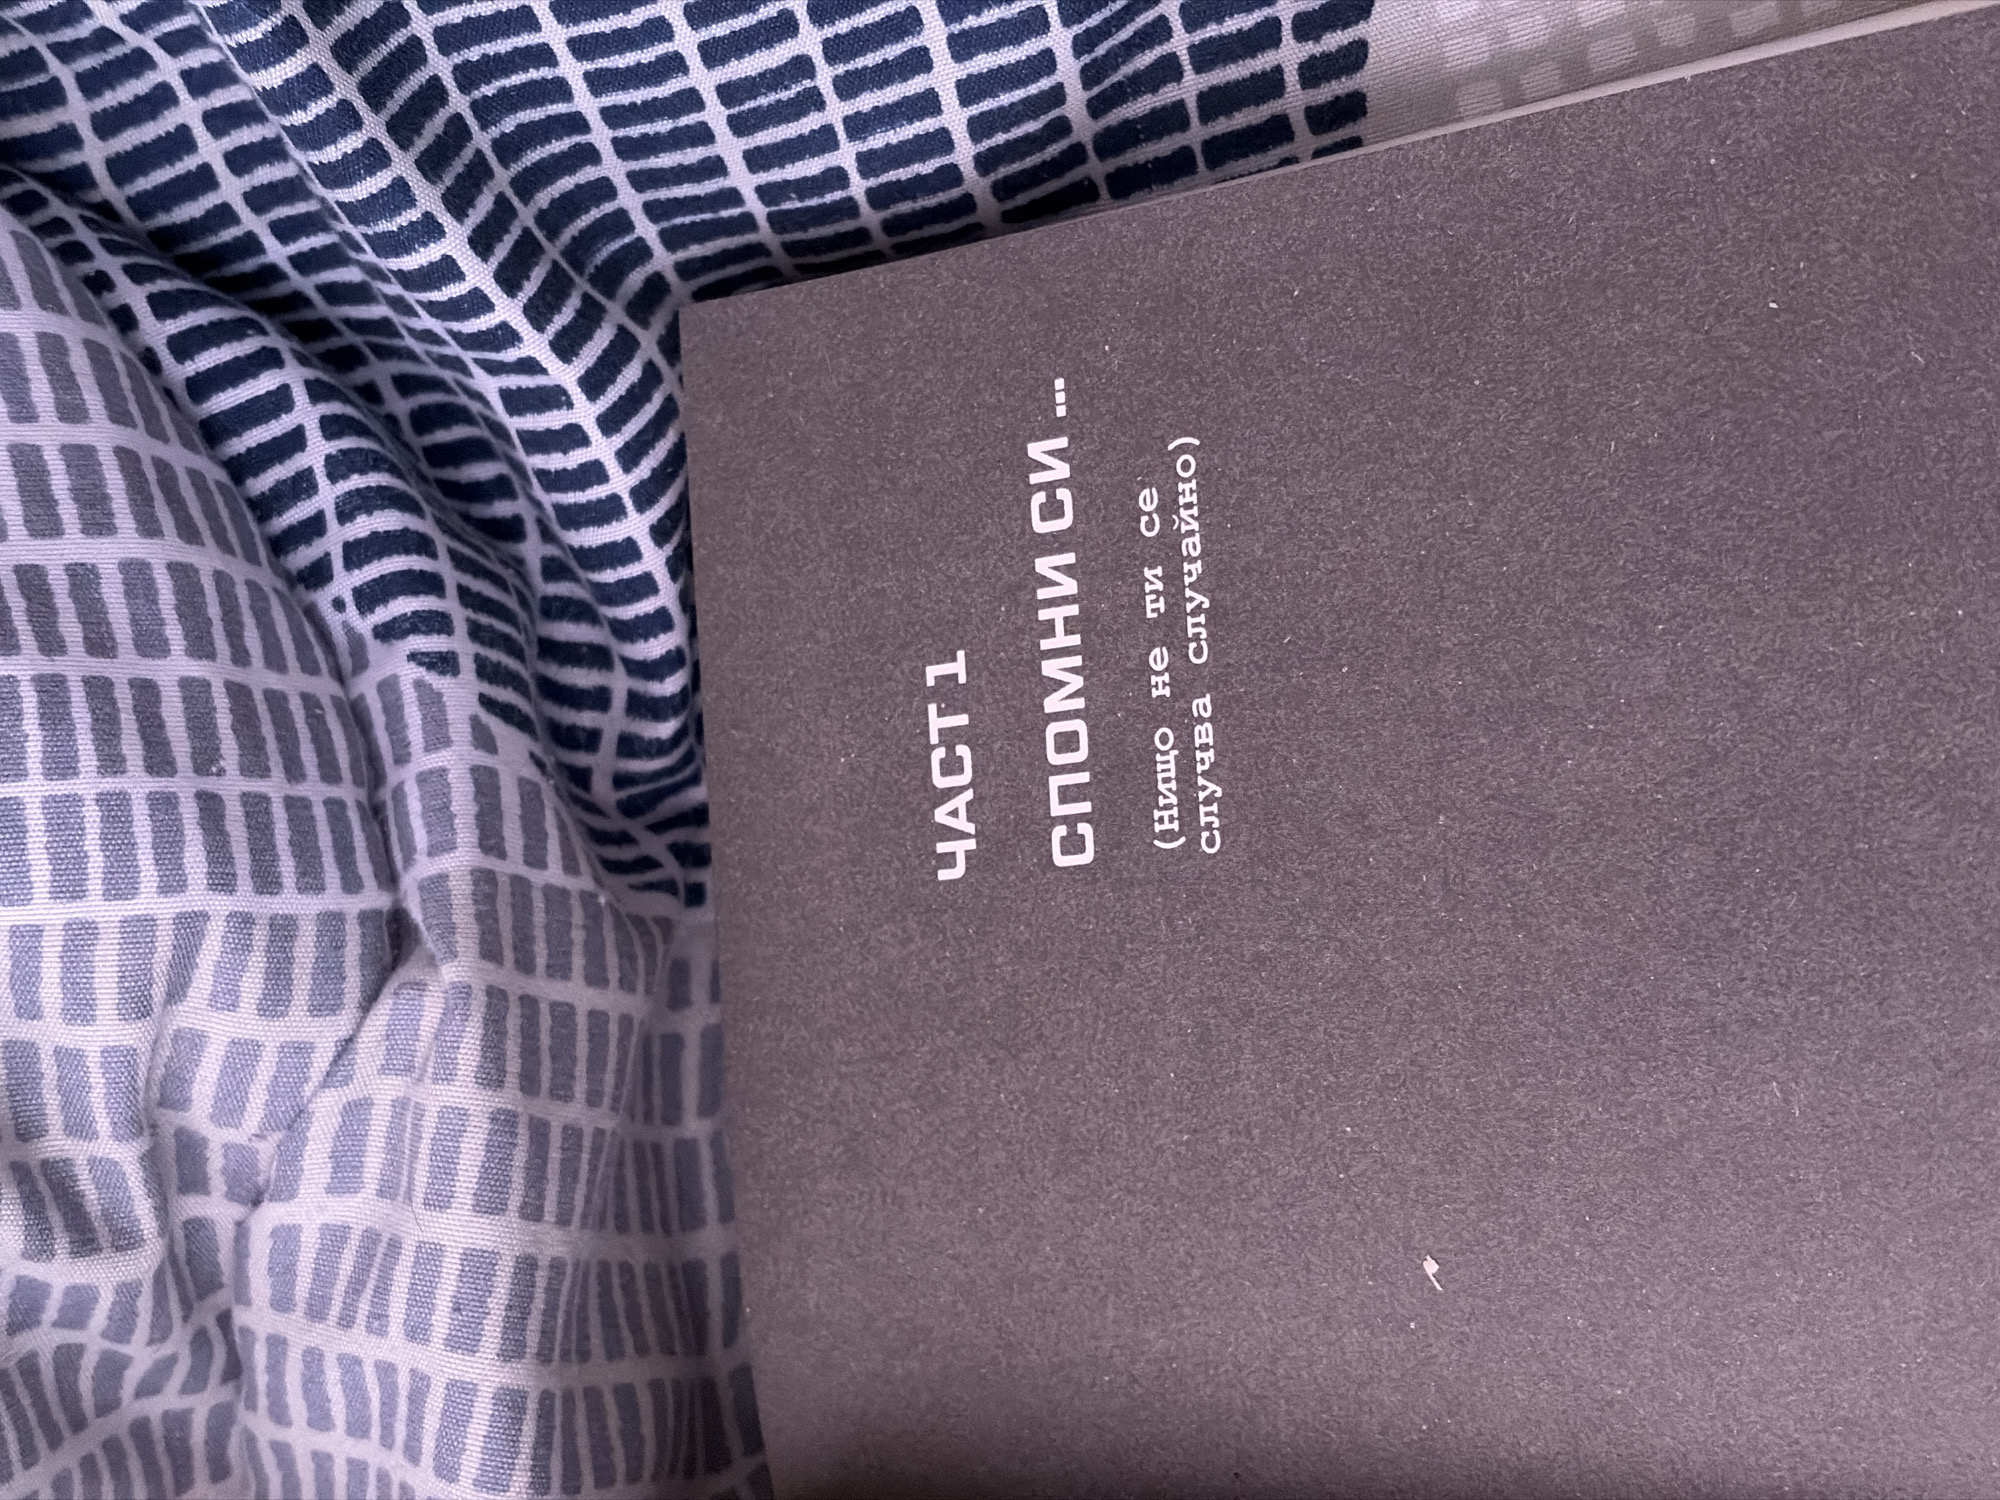 ЧАСТ 1
СПОМНИ СИ...
(Нищо не ти се
случва случайно)